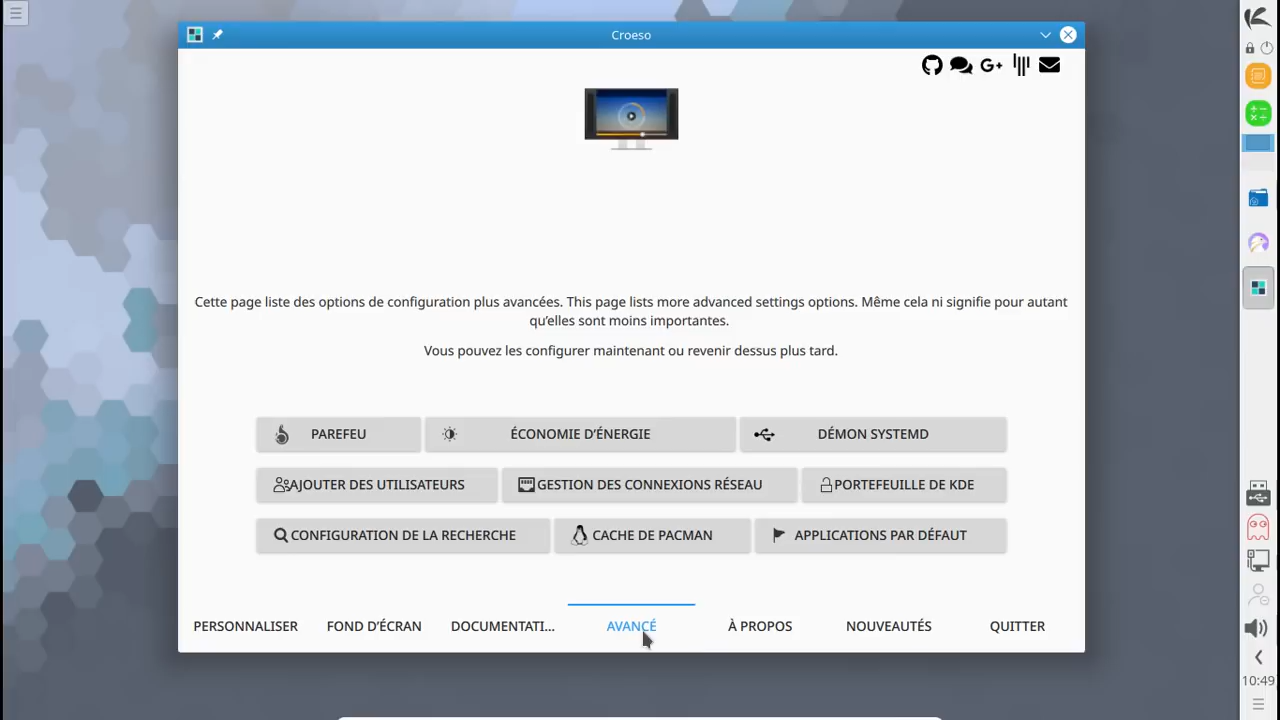 Croeso
G+
Cette page liste des options de configuration plus avancées. This page lists more advanced settings options. Même cela ni signifie pour autant
qu'elles sont moins importantes.
Vous pouvez les configurer maintenant ou revenir dessus plus tard.
PAREFEU
ÉCONOMIE D'ÉNERGIE
DÉMON SYSTEMD
AJOUTER DES UTILISATEURS
GESTION DES CONNEXIONS RÉSEAU
PORTEFEUILLE DE KDE
CONFIGURATION DE LA RECHERCHE
CACHE DE PACMAN
APPLICATIONS PAR DÉFAUT
PERSONNALISER
FOND D'ÉCRAN
DOCUMENTATI...
AVANCÉ
À PROPOS
NOUVEAUTÉS
QUITTER
10:49